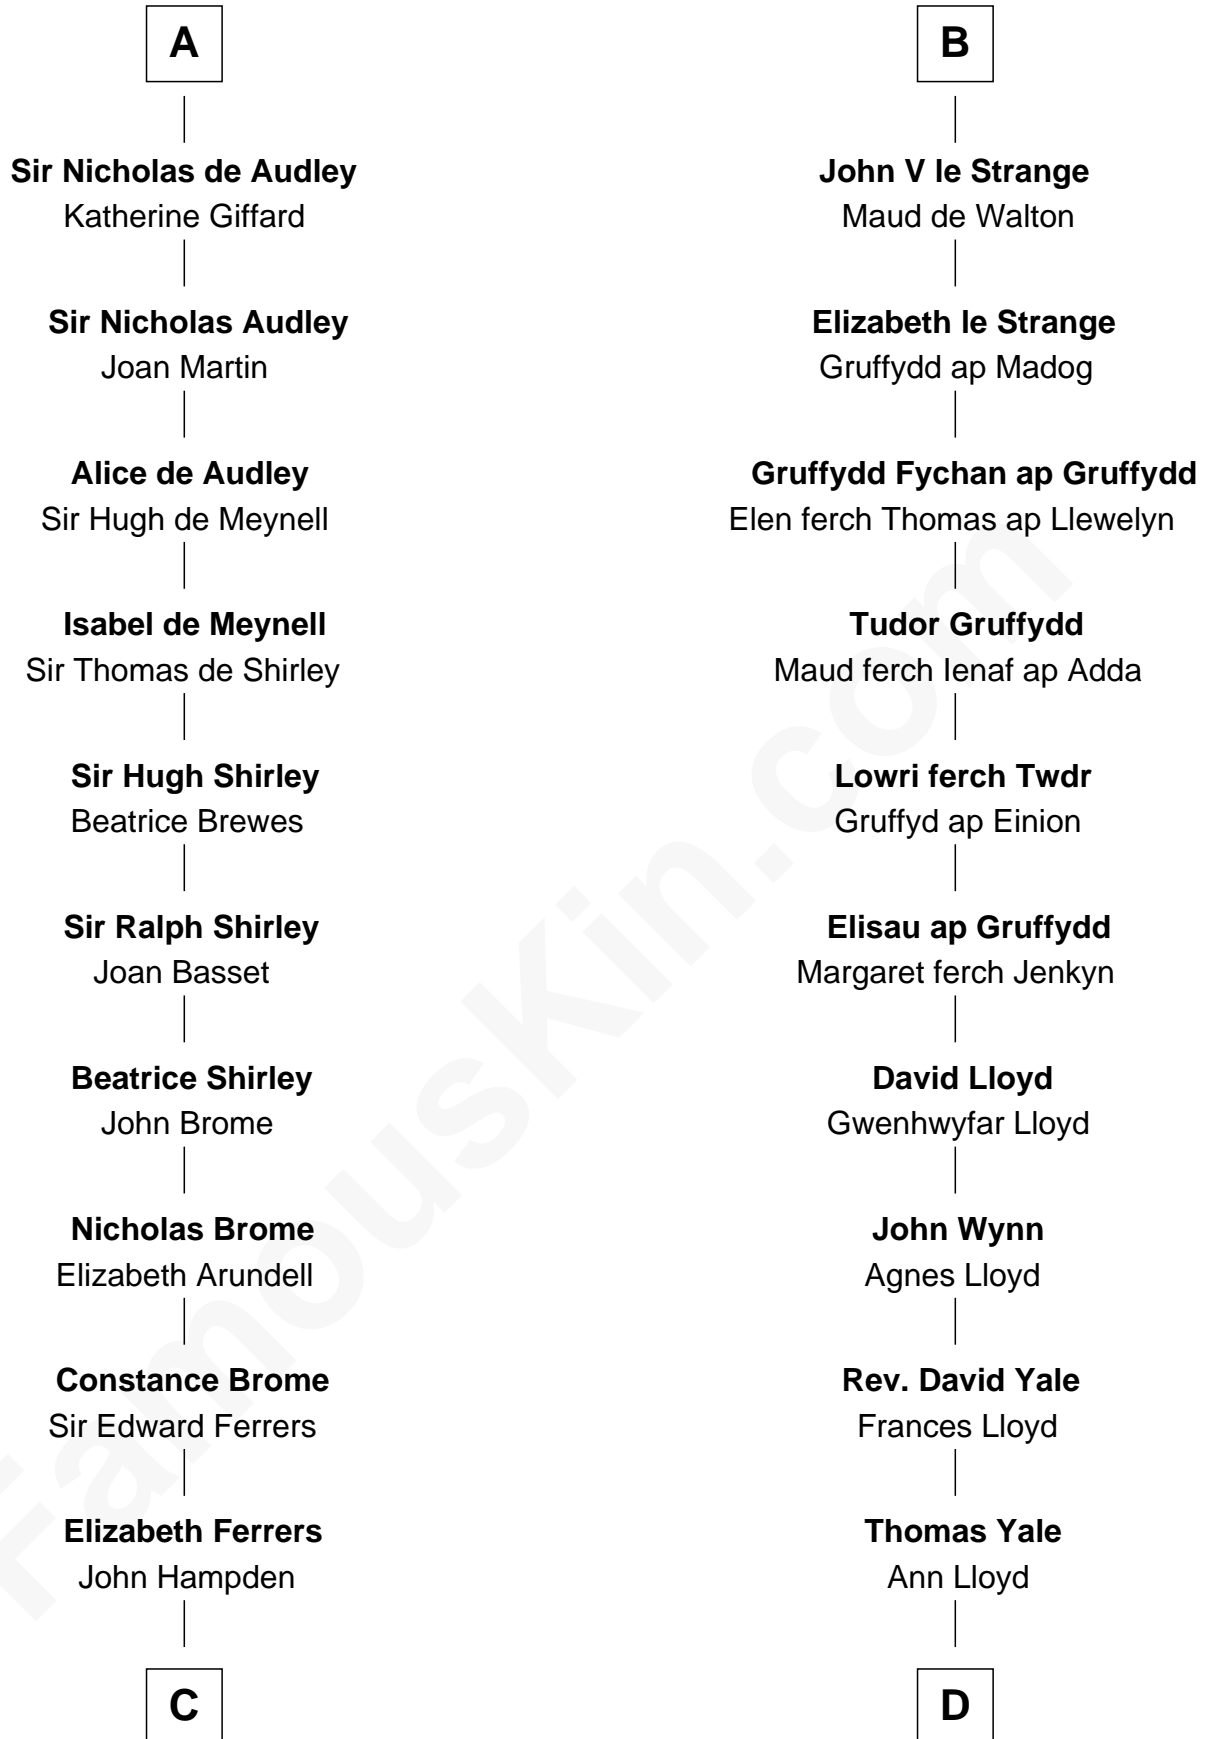 A
Sir Nicholas de Audley
Katherine Giffard
Sir Nicholas Audley
Joan Martin
Alice de Audley
Sir Hugh de Meynell
Isabel de Meynell
Sir Thomas de Shirley
Sir Hugh Shirley
Beatrice Brewes
Sir Ralph Shirley
Joan Basset
Beatrice Shirley
John Brome
Nicholas Brome
Elizabeth Arundell
Constance Brome
Sir Edward Ferrers
Elizabeth Ferrers
John Hampden
C
B
John V le Strange
Maud de Walton
Elizabeth le Strange
Gruffydd ap Madog
Gruffydd Fychan ap Gruffydd
Elen ferch Thomas ap Llewelyn
Tudor Gruffydd
Maud ferch Ienaf ap Adda
Lowri ferch Twdr
Gruffyd ap Einion
Elisau ap Gruffydd
Margaret ferch Jenkyn
David Lloyd
Gwenhwyfar Lloyd
John Wynn
Agnes Lloyd
Rev. David Yale
Frances Lloyd
Thomas Yale
Ann Lloyd
D
FamousKin.com